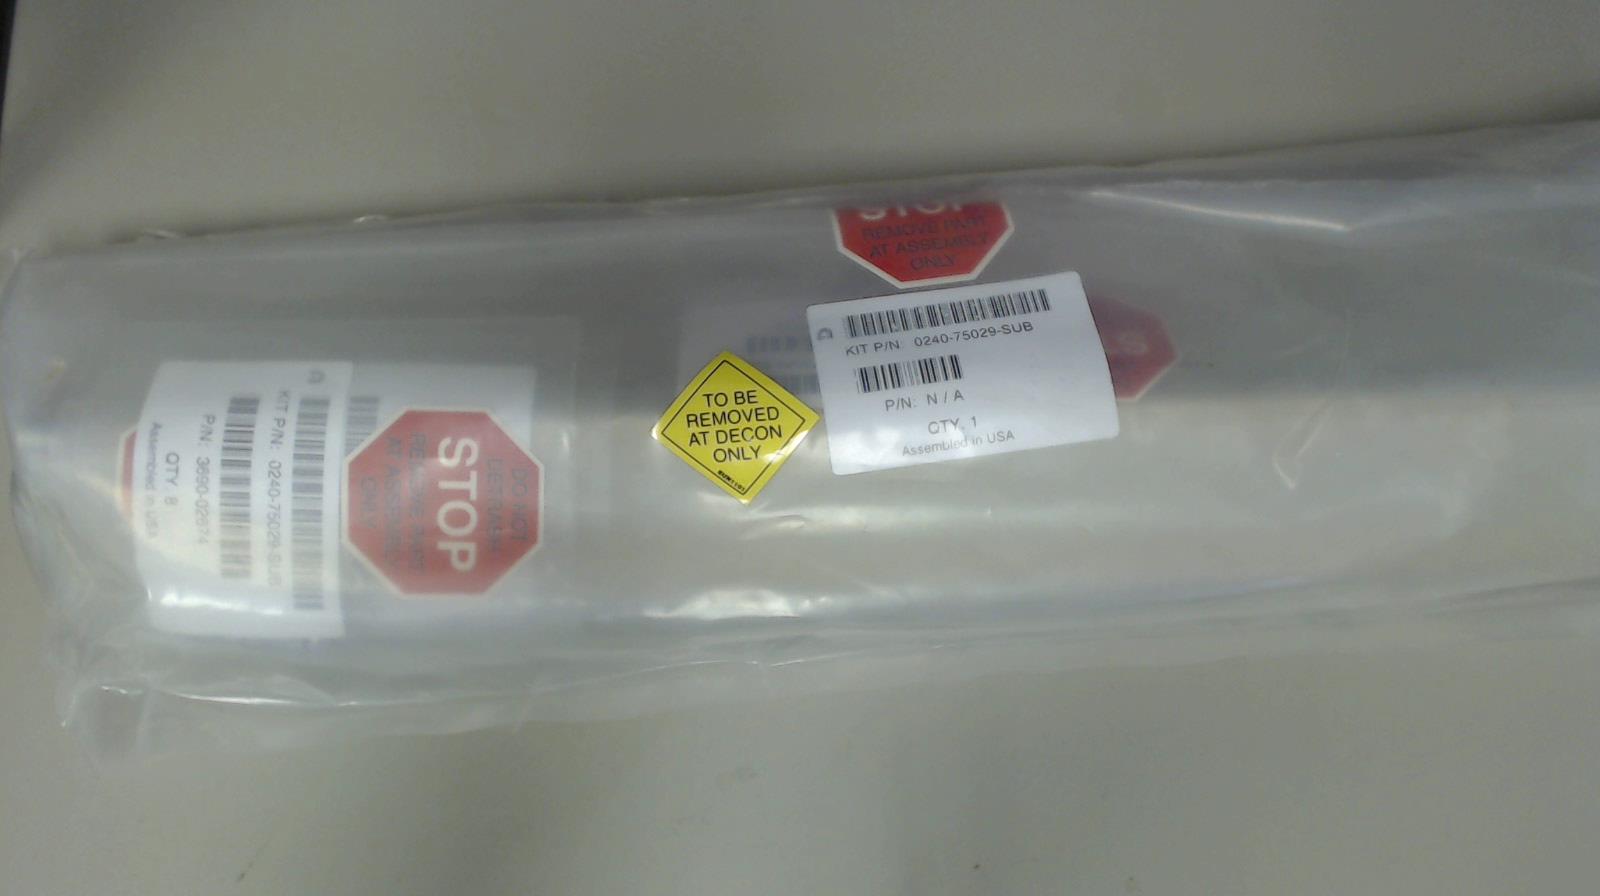 STOP
REMOVE PART
AT ASSEMBLY
ONLY
KIT P/N: 0240-75029-SUB
P/N: N / A
QTY. 1
Assembled in USA
TO BE
REMOVED
AT DECON
ONLY
DO NOT
STOP
REMOVE PART
AT ASSEMBLY
ONLY
KIT P/N: 0240-75029-SUB
P/N: 3690-02674
QTY. 8
Assembled in USA